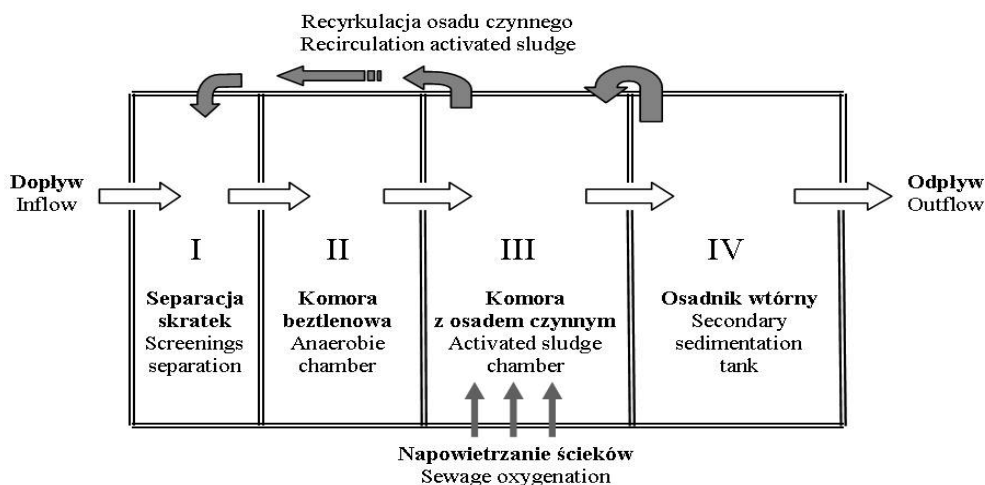 Recyrkulacja osadu czynnego
Recirculation activated sludge
Dopływ
Inflow
Odpływ
Outflow
I
Separacja
skratek
Screenings
separation
II
Komora
beztlenowa
Anaerobie
chamber
III
Komora
z osadem czynnym
Activated sludge
chamber
IV
Osadnik wtórny
Secondary
sedimentation
tank
Napowietrzanie ścieków
Sewage oxygenation